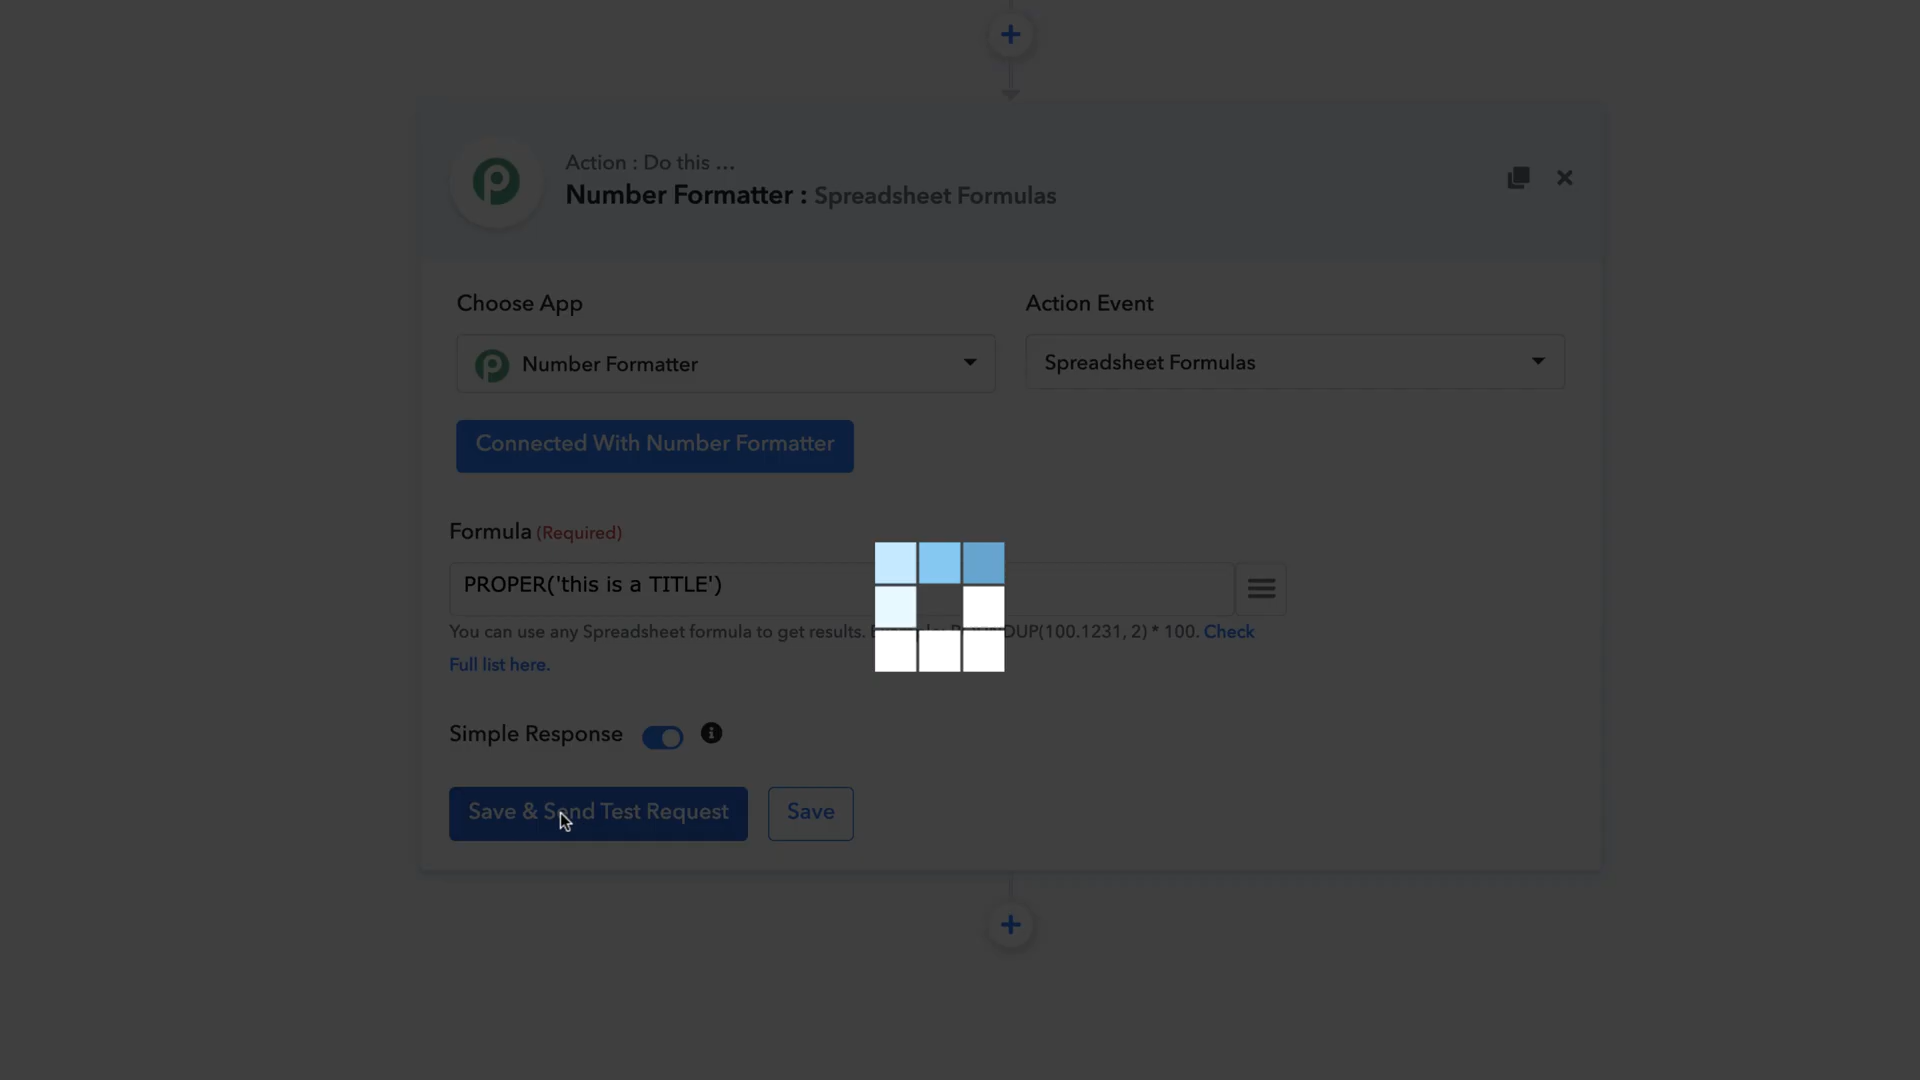 Action : Do this ...
Number Formatter : Spreadsheet Formulas
Choose App
Action Event
Number Formatter
Spreadsheet Formulas
Connected With Number Formatter
Formula (Required)
PROPER('this is a TITLE')
You can use any Spreadsheet formula to get results. DUP(100.1231, 2) * 100. Check
Full list here.
Simple Response
Save & Send Test Request
Save